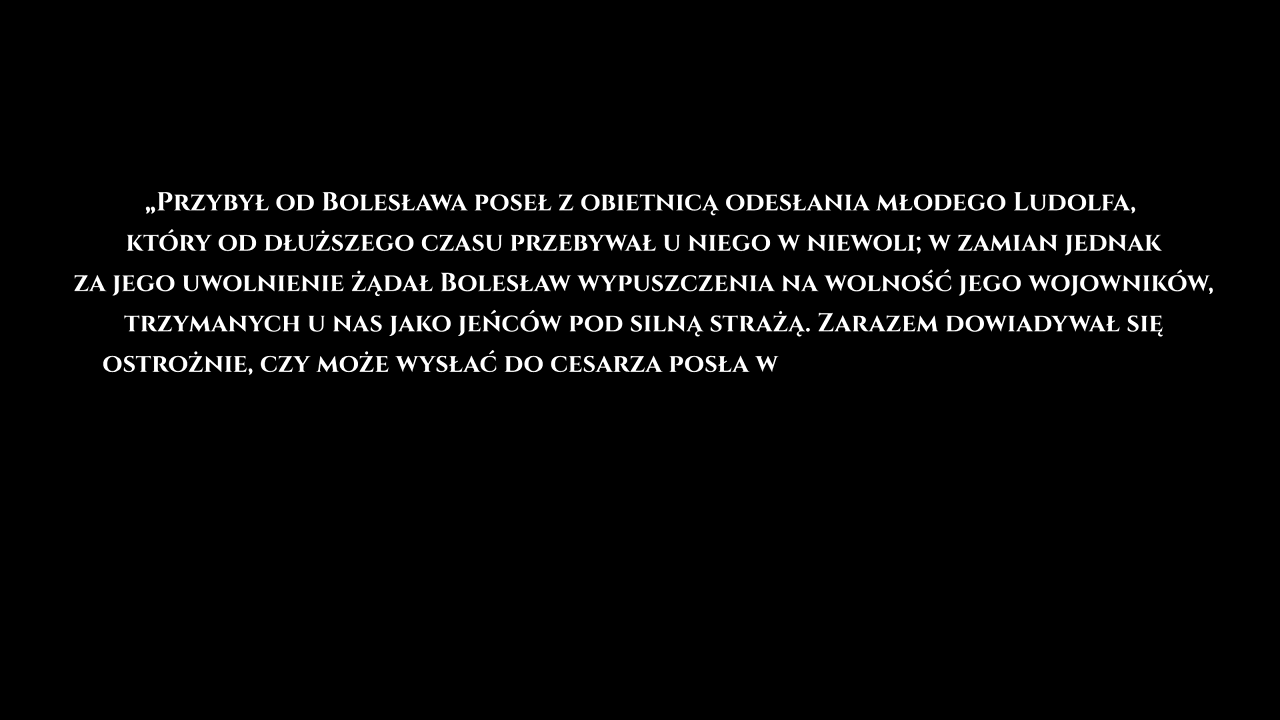 „Przybył od Bolesława poseł z obietnicą odesłania młodego Ludolfa,
który od dłuższego czasu przebywał u niego w niewoli; w zamian jednak
za jego uwolnienie żądał Bolesław wypuszczenia na wolność jego wojowników,
trzymanych u nas jako jeńców pod silną strażą. Zarazem dowiadywał się
ostrożnie, czy może wysłać do cesarza posła w